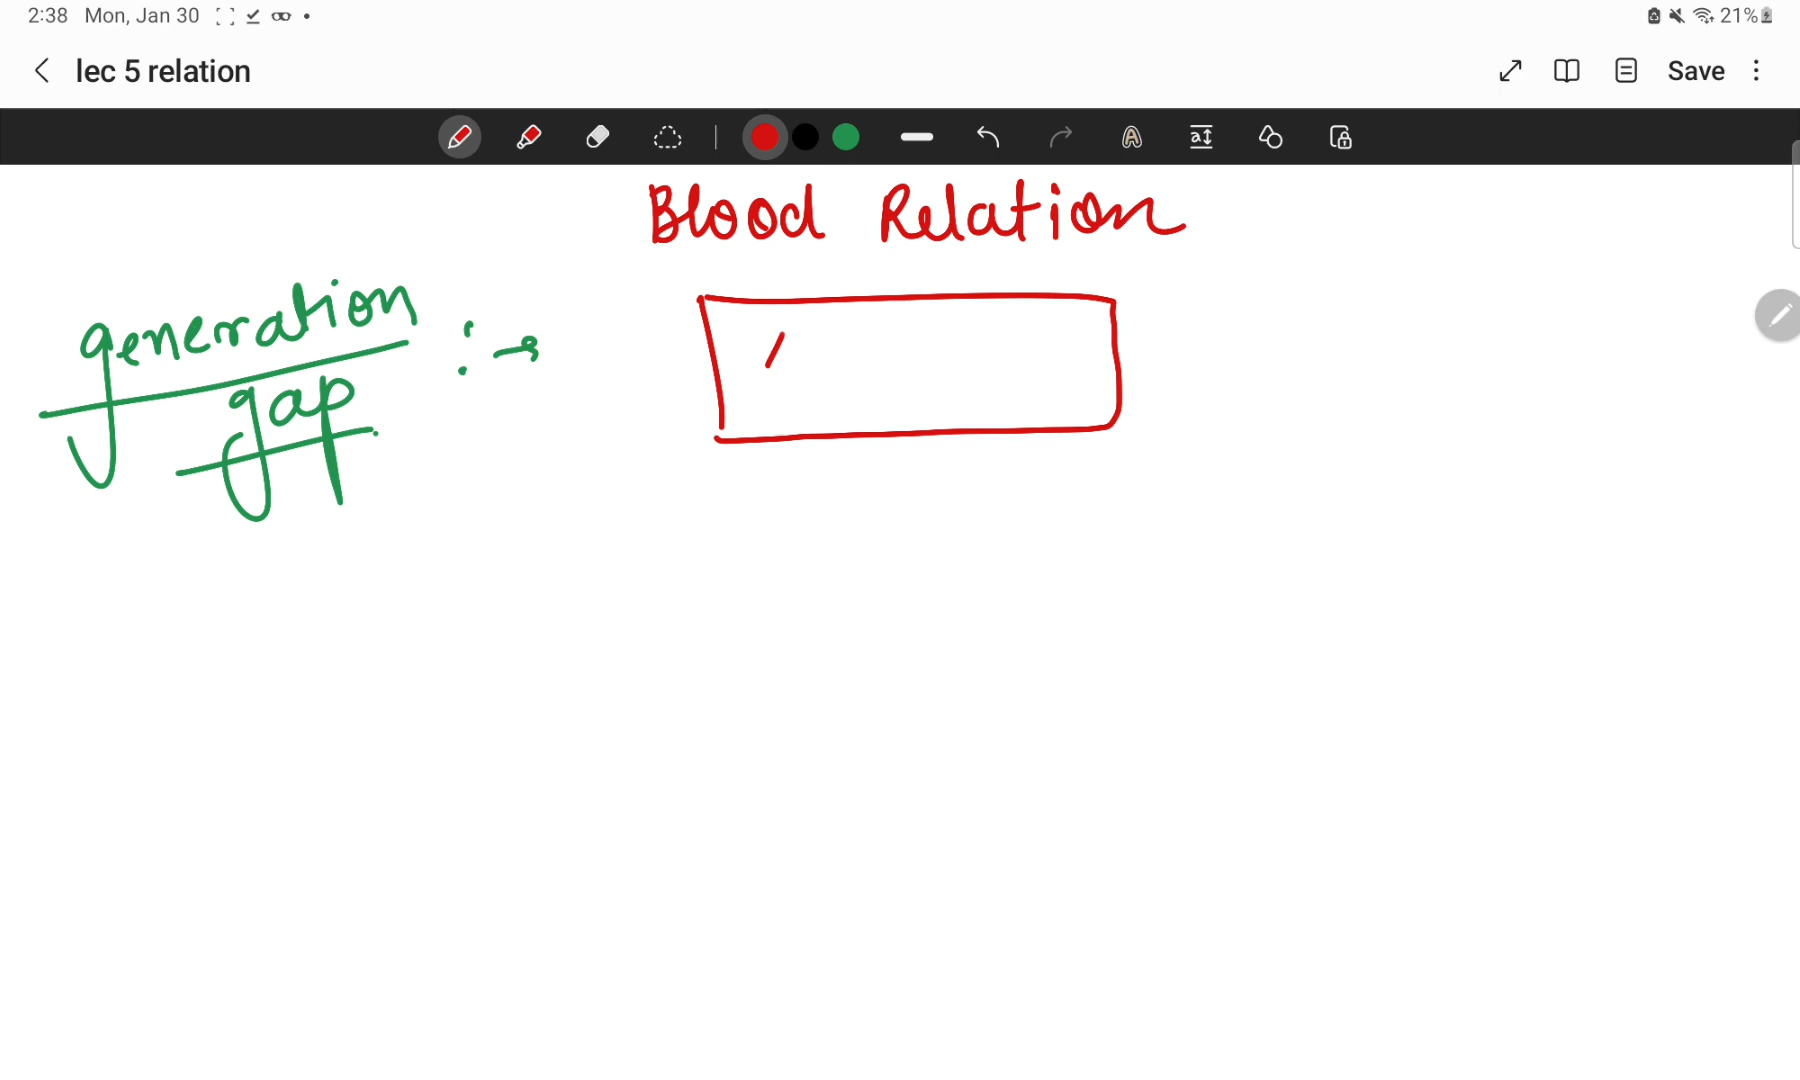 2:38 Mon, Jan 30
21%
lec 5 relation
Save
Blood Relation
generation :→
gap